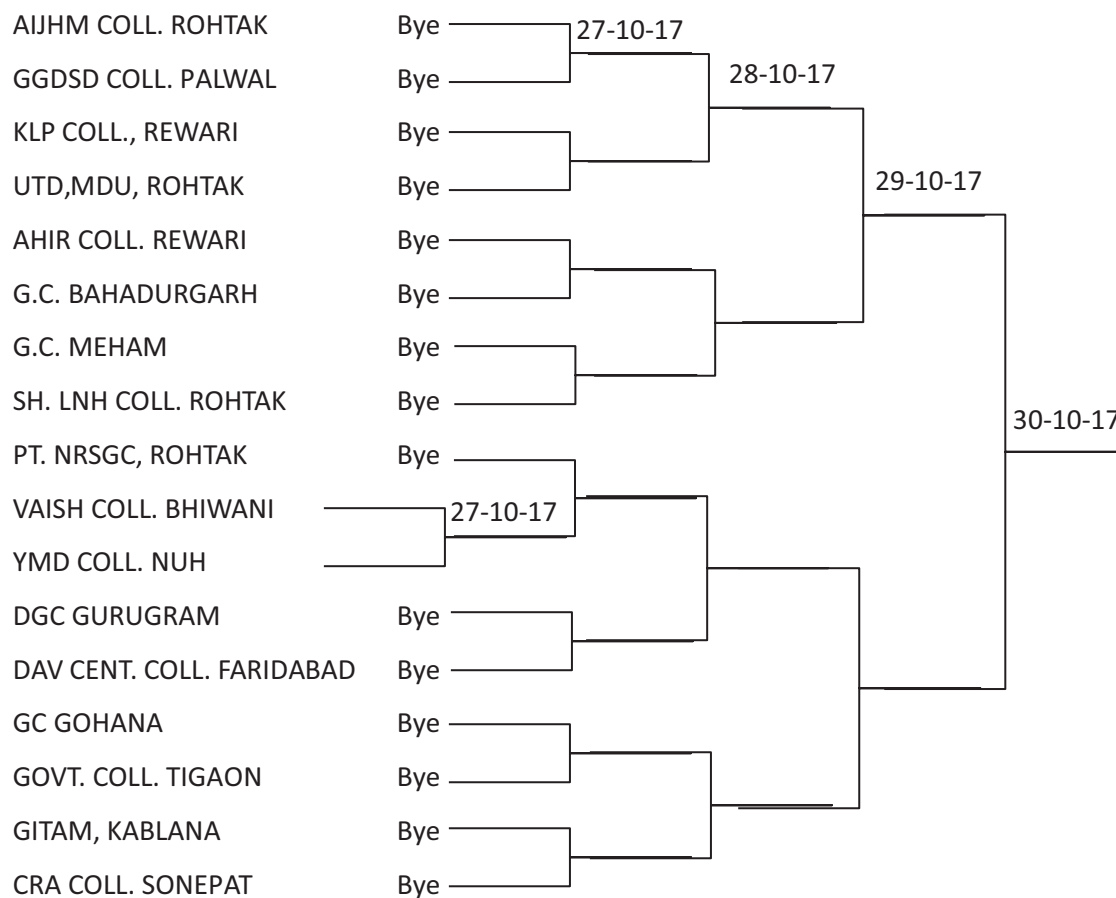 AIJHM COLL. ROHTAK Bye 27-10-17
28-10-17
GGDSD COLL. PALWAL Bye
KLP COLL., REWARI Bye
UTD,MDU, ROHTAK Bye 29-10-17
AHIR COLL. REWARI Bye
G.C. BAHADURGARH Bye
G.C. MEHAM Bye
SH. LNH COLL. ROHTAK Bye
30-10-17
PT. NRSGC, ROHTAK Bye
VAISH COLL. BHIWANI 27-10-17
YMD COLL. NUH
DGC GURUGRAM Bye
DAV CENT. COLL. FARIDABAD Bye
GC GOHANA Bye
GOVT. COLL. TIGAON Bye
GITAM, KABLANA Bye
CRA COLL. SONEPAT Bye